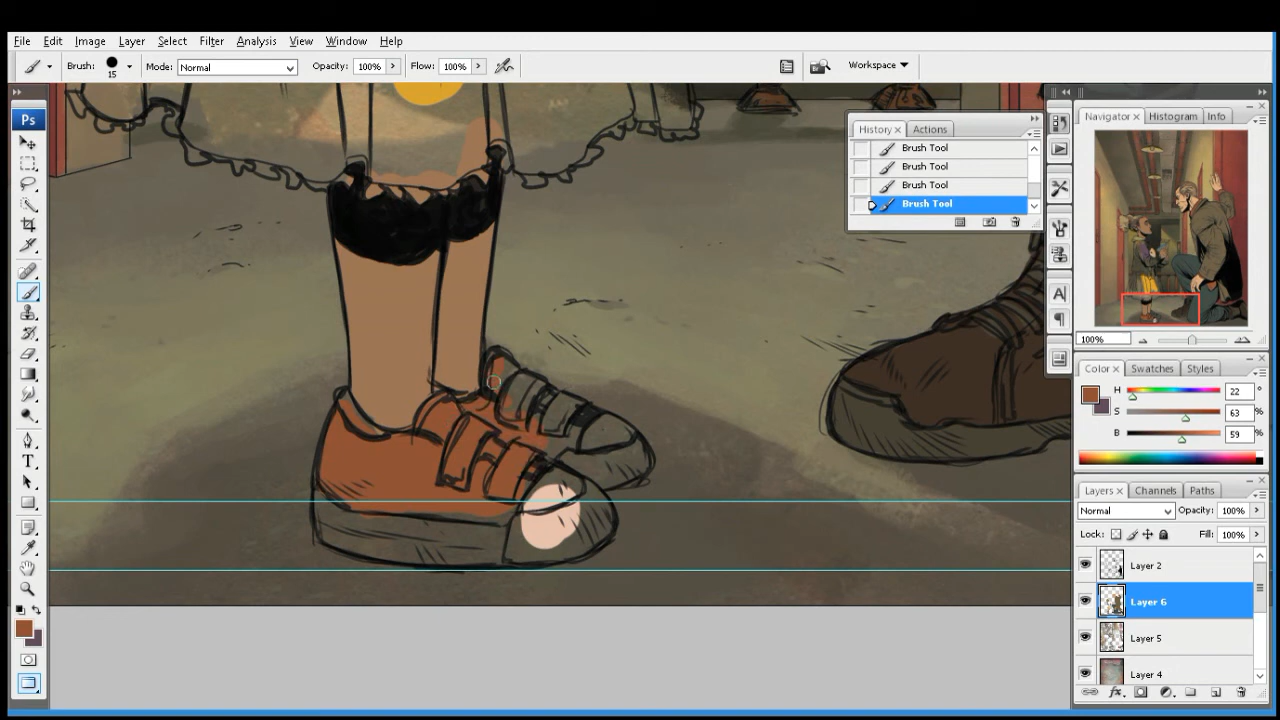 File Edit Image Layer Select Filter Analysis View Window Help
Brush: 15 Mode: Normal Opacity: 100% Flow: 100% Workspace
Ps
History Actions
Brush Tool
Brush Tool
Brush Tool
Brush Tool
Navigator Histogram Info
100%
Color Swatches Styles
H 22 °
S 63 %
B 59 %
Layers Channels Paths
Normal Opacity: 100%
Lock: Fill: 100%
Layer 2
Layer 6
Layer 5
Layer 4